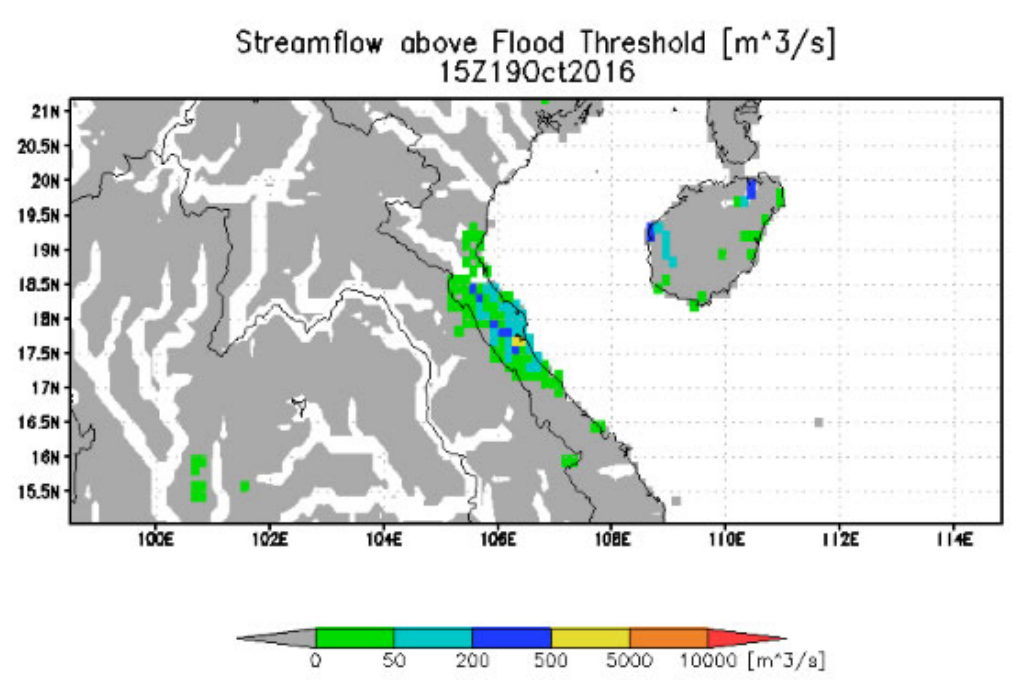 Streamflow above Flood Threshold [m^3/s]
15Z19Oct2016
21N
20.5N
20N
19.5N
19N
18.5N
18N
17.5N
17N
16.5N
16N
15.5N
100E 102E 104E 106E 108E 110E 112E 114E
0 50 200 500 5000 10000 [m^3/s]